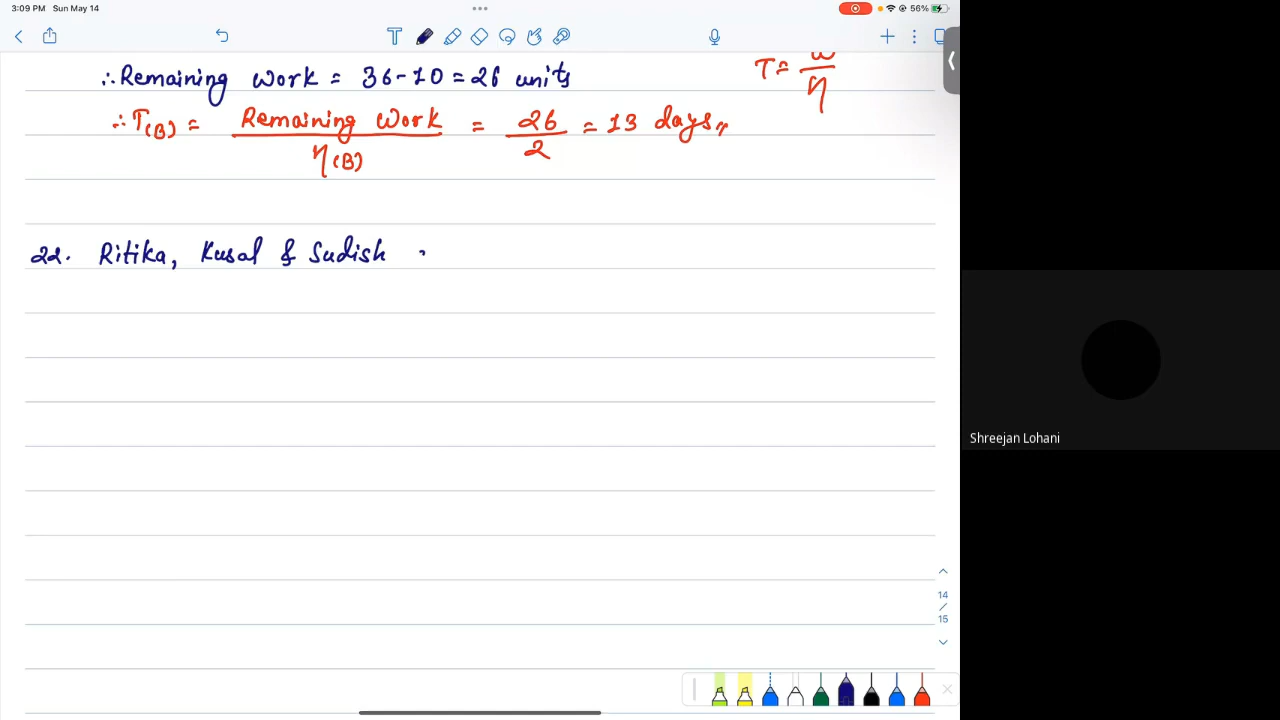 3:09 PM Sun May 14
56%
∴ Remaining Work = 36-10 = 26 units
T = W/η
∴ T(B) = Remaining Work / η(B) = 26/2 = 13 days,,
22. Ritika, Kusal & Sudish
Shreejan Lohani
14
/
15